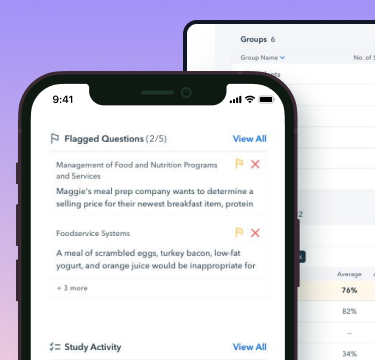 Groups 6
Group Name
No. of S
9:41
Flagged Questions (2/5)
View All
Management of Food and Nutrition Programs
and Services
Maggie's meal prep company wants to determine a
selling price for their newest breakfast item, protein
Foodservice Systems
A meal of scrambled eggs, turkey bacon, low-fat
yogurt, and orange juice would be inappropriate for
+ 3 more
Study Activity
View All
2
Average
76%
82%
--
34%